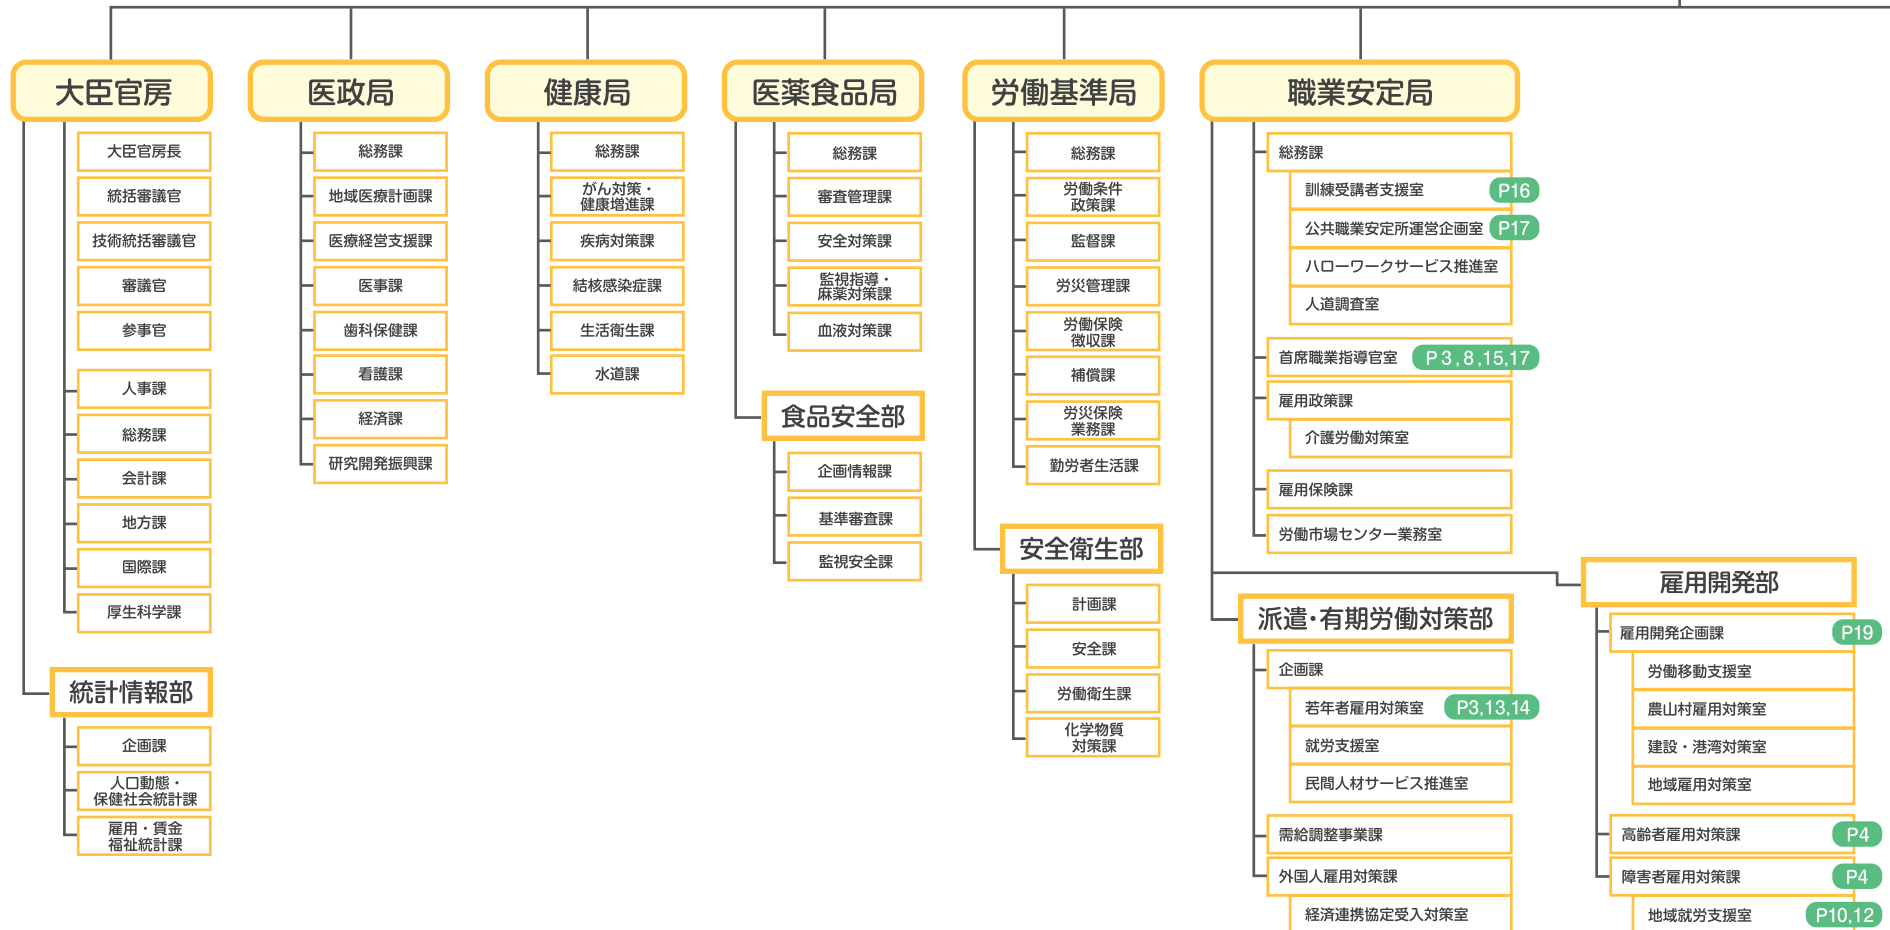 大臣官房
大臣官房長
統括審議官
技術統括審議官
審議官
参事官
人事課
総務課
会計課
地方課
国際課
厚生科学課
統計情報部
企画課
人口動態・
保健社会統計課
雇用・賃金
福祉統計課
医政局
総務課
地域医療計画課
医療経営支援課
医事課
歯科保健課
看護課
経済課
研究開発振興課
健康局
総務課
がん対策・
健康増進課
疾病対策課
結核感染症課
生活衛生課
水道課
医薬食品局
総務課
審査管理課
安全対策課
監視指導・
麻薬対策課
血液対策課
食品安全部
企画情報課
基準審査課
監視安全課
労働基準局
総務課
労働条件
政策課
監督課
労災管理課
労働保険
徴収課
補償課
労災保険
業務課
勤労者生活課
安全衛生部
計画課
安全課
労働衛生課
化学物質
対策課
職業安定局
総務課
訓練受講者支援室 P16
公共職業安定所運営企画室 P17
ハローワークサービス推進室
人道調査室
首席職業指導官室 P3,8,15,17
雇用政策課
介護労働対策室
雇用保険課
労働市場センター業務室
派遣・有期労働対策部
企画課
若年者雇用対策室 P3,13,14
就労支援室
民間人材サービス推進室
需給調整事業課
外国人雇用対策課
経済連携協定受入対策室
雇用開発部
雇用開発企画課 P19
労働移動支援室
農山村雇用対策室
建設・港湾対策室
地域雇用対策室
高齢者雇用対策課 P4
障害者雇用対策課 P4
地域就労支援室 P10,12